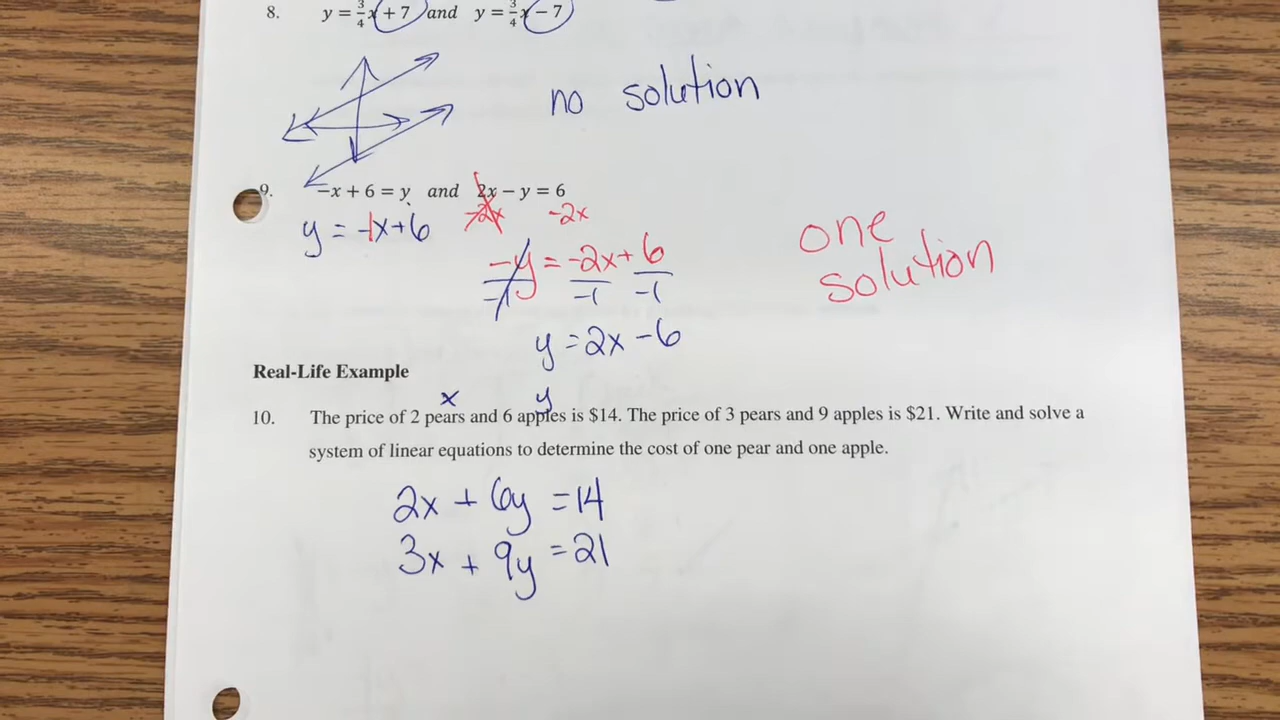 8. y = 3/4 x + 7 and y = 3/4 x − 7
no solution
9. −x + 6 = y and 2x − y = 6
y = -1x+6 -2x -2x
one
solution
-y = -2x + 6
-1 -1 -1
y = 2x - 6
Real-Life Example
x y
10. The price of 2 pears and 6 apples is $14. The price of 3 pears and 9 apples is $21. Write and solve a
system of linear equations to determine the cost of one pear and one apple.
2x + 6y = 14
3x + 9y = 21